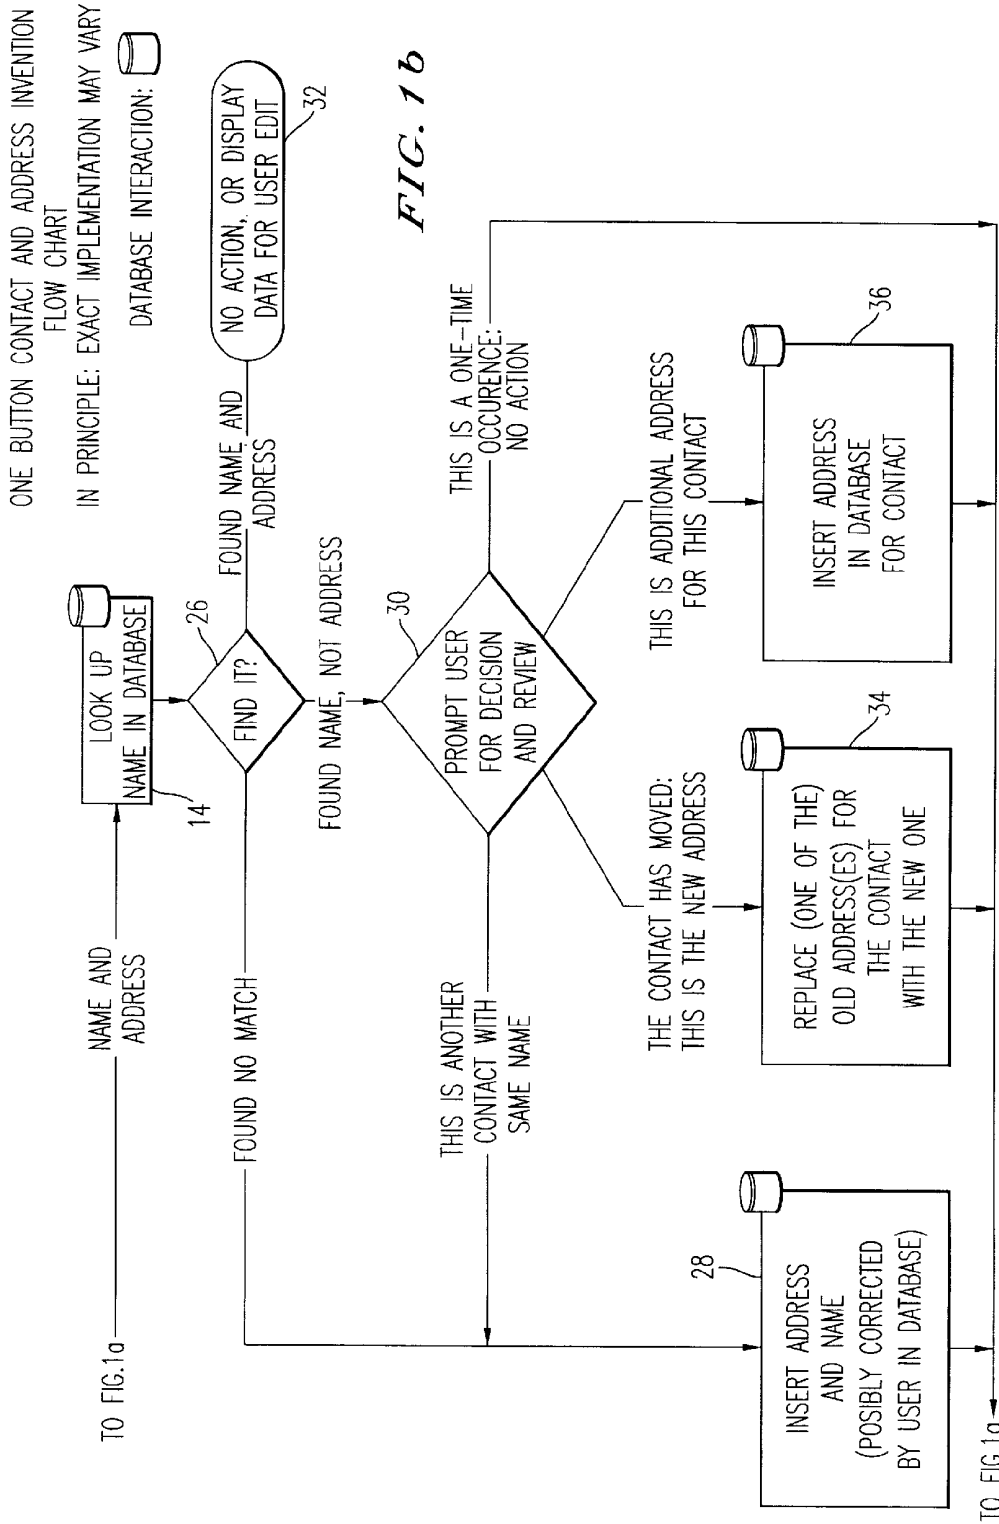 ONE BUTTON CONTACT AND ADDRESS INVENTION
FLOW CHART
IN PRINCIPLE: EXACT IMPLEMENTATION MAY VARY
DATABASE INTERACTION:
TO FIG.1a
NAME AND
ADDRESS
LOOK UP
NAME IN DATABASE
14
FIND IT?
26
FOUND NO MATCH
FOUND NAME AND
ADDRESS
NO ACTION, OR DISPLAY
DATA FOR USER EDIT
32
FOUND NAME, NOT ADDRESS
PROMPT USER
FOR DECISION
AND REVIEW
30
THIS IS ANOTHER
CONTACT WITH
SAME NAME
THIS IS A ONE-TIME
OCCURENCE:
NO ACTION
THE CONTACT HAS MOVED:
THIS IS THE NEW ADDRESS
THIS IS ADDITIONAL ADDRESS
FOR THIS CONTACT
28
INSERT ADDRESS
AND NAME
(POSIBLY CORRECTED
BY USER IN DATABASE)
34
REPLACE (ONE OF THE)
OLD ADDRESS(ES) FOR
THE CONTACT
WITH THE NEW ONE
36
INSERT ADDRESS
IN DATABASE
FOR CONTACT
TO FIG.1a
FIG. 1b